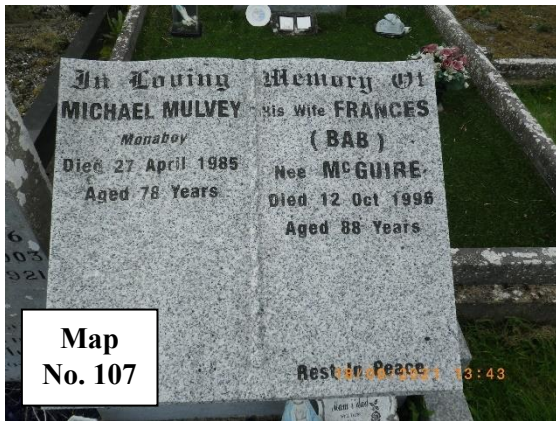 In Loving Memory Of
MICHAEL MULVEY
Monaboy
Died 27 April 1985
Aged 78 Years
His Wife FRANCES
(BAB)
Nee McGUIRE
Died 12 Oct 1996
Aged 88 Years
Rest In Peace
13:43
Map
No. 107